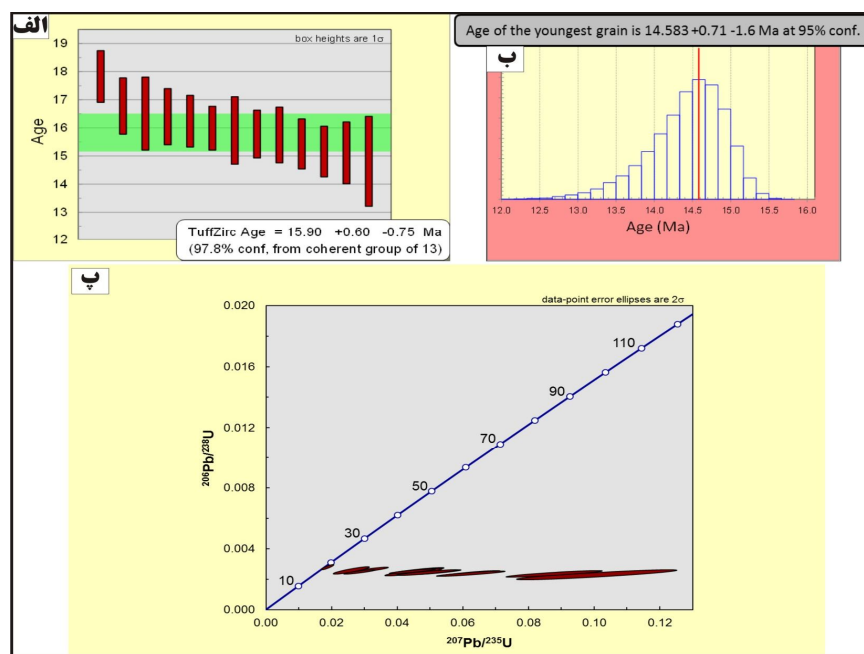 الف
box heights are 1σ
19
18
17
16
15
14
13
12
Age
TuffZirc Age = 15.90 +0.60 -0.75 Ma
(97.8% conf, from coherent group of 13)
Age of the youngest grain is 14.583 +0.71 -1.6 Ma at 95% conf.
ب
12.0 12.5 13.0 13.5 14.0 14.5 15.0 15.5 16.0
Age (Ma)
پ
data-point error ellipses are 2σ
0.020
0.016
0.012
0.008
0.004
0.000
206Pb/238U
110
90
70
50
30
10
0.00 0.02 0.04 0.06 0.08 0.10 0.12
207Pb/235U